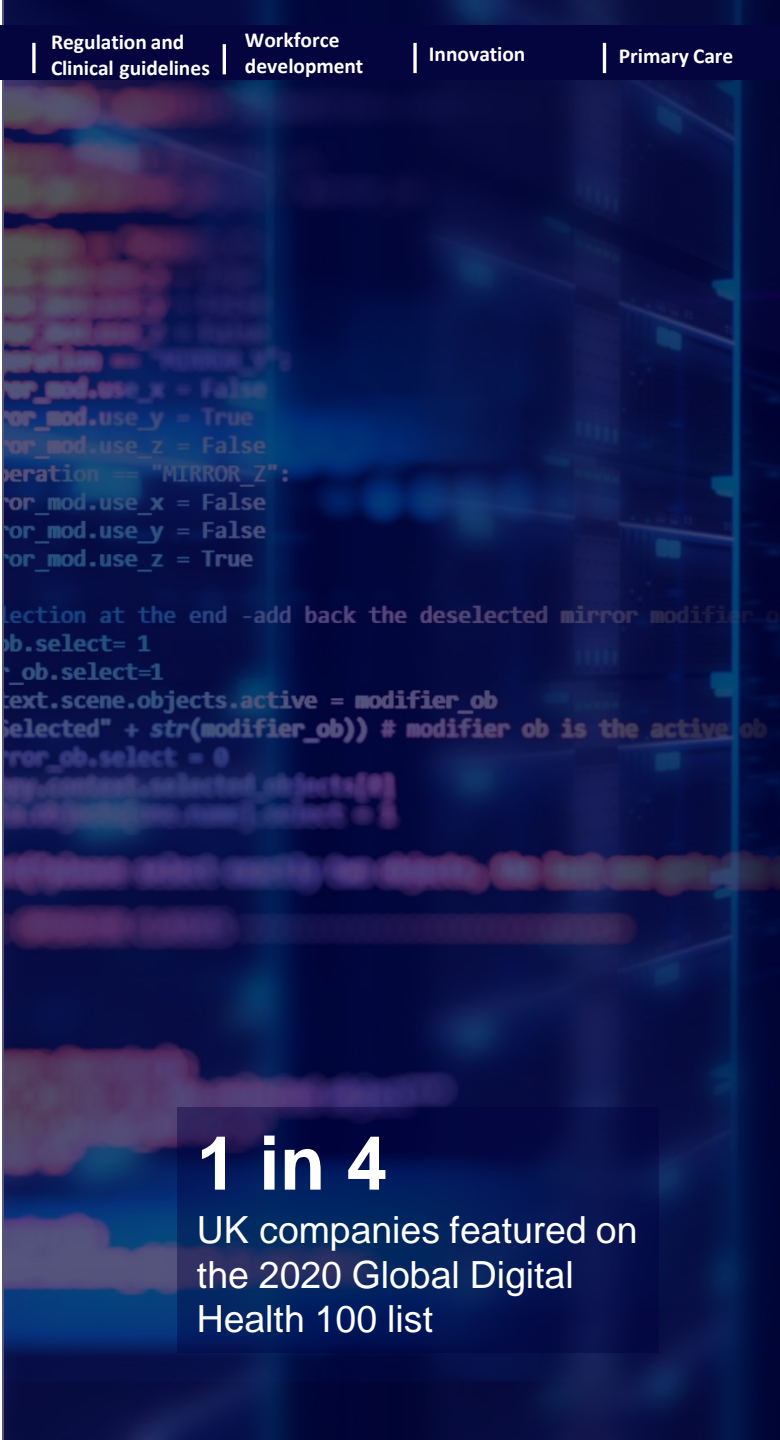 Regulation and
Clinical guidelines
Workforce
development
Innovation
Primary Care
ror_mod.use_x = False
ror_mod.use_y = True
ror_mod.use_z = False
peration == "MIRROR_Z":
ror_mod.use_x = False
ror_mod.use_y = False
ror_mod.use_z = True
lection at the end -add back the deselected mirror modifier o
ob.select= 1
r_ob.select=1
text.scene.objects.active = modifier_ob
Selected" + str(modifier_ob)) # modifier ob is the active ob
ror_ob.select = 0
1 in 4
UK companies featured on
the 2020 Global Digital
Health 100 list